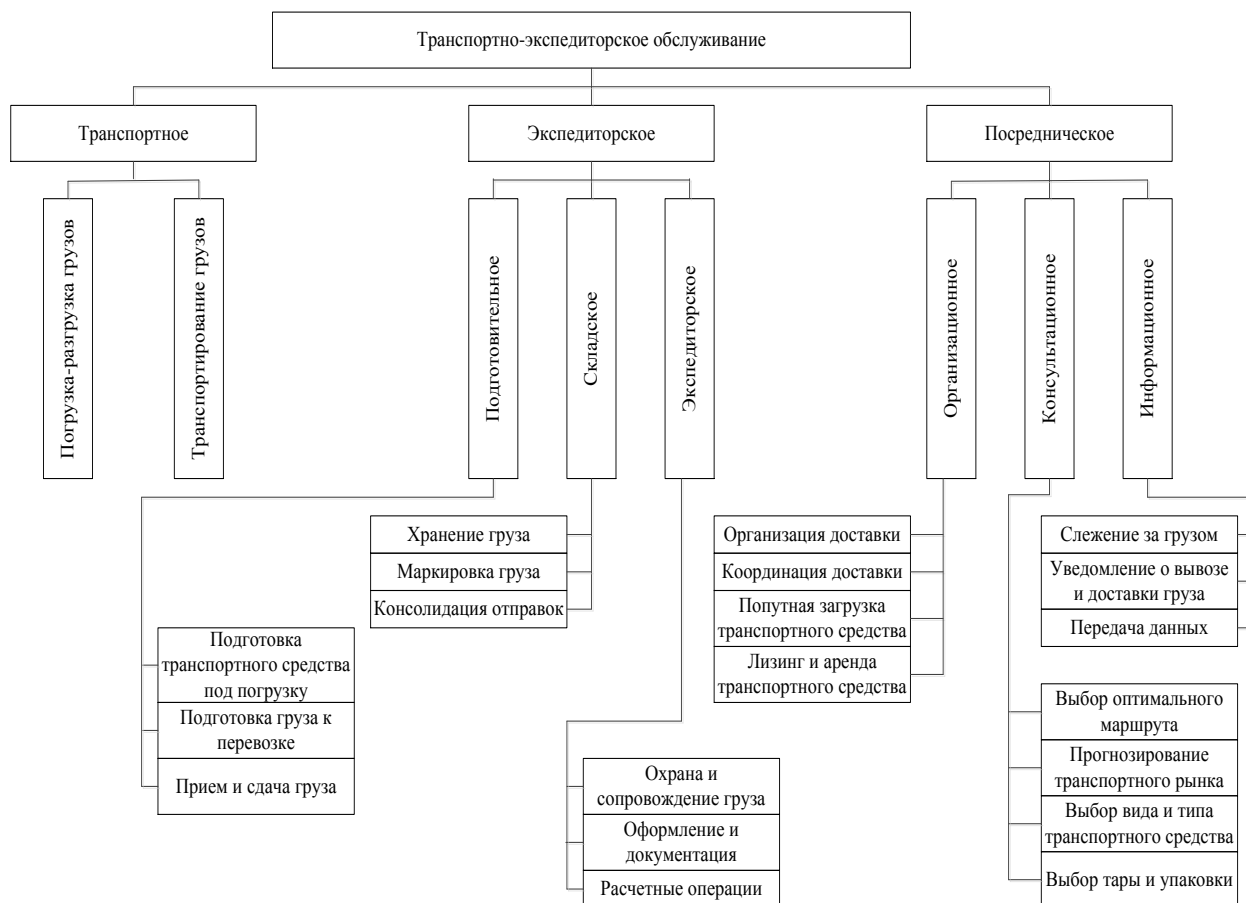 Транспортно-экспедиторское обслуживание
Транспортное
Экспедиторское
Посредническое
Погрузка-разгрузка грузов
Транспортирование грузов
Подготовительное
Складское
Экспедиторское
Организационное
Консультационное
Информационное
Хранение груза
Маркировка груза
Консолидация отправок
Организация доставки
Координация доставки
Попутная загрузка
транспортного средства
Лизинг и аренда
транспортного средства
Слежение за грузом
Уведомление о вывозе
и доставки груза
Передача данных
Подготовка
транспортного средства
под погрузку
Подготовка груза к
перевозке
Прием и сдача груза
Охрана и
сопровождение груза
Оформление и
документация
Расчетные операции
Выбор оптимального
маршрута
Прогнозирование
транспортного рынка
Выбор вида и типа
транспортного средства
Выбор тары и упаковки